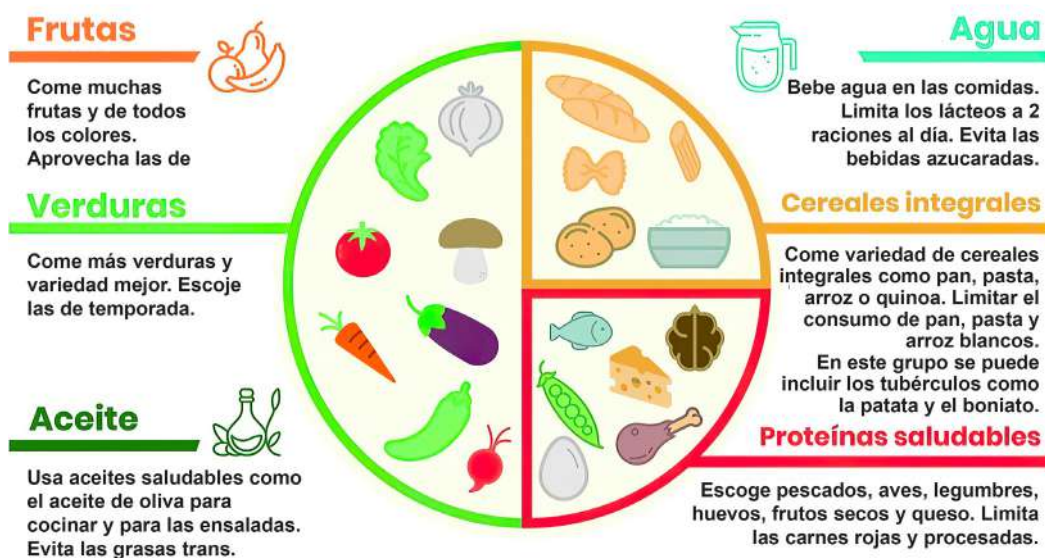 Frutas
Come muchas
frutas y de todos
los colores.
Aprovecha las de
Verduras
Come más verduras y
variedad mejor. Escoje
las de temporada.
Aceite
Usa aceites saludables como
el aceite de oliva para
cocinar y para las ensaladas.
Evita las grasas trans.
Agua
Bebe agua en las comidas.
Limita los lácteos a 2
raciones al día. Evita las
bebidas azucaradas.
Cereales integrales
Come variedad de cereales
integrales como pan, pasta,
arroz o quinoa. Limitar el
consumo de pan, pasta y
arroz blancos.
En este grupo se puede
incluir los tubérculos como
la patata y el boniato.
Proteínas saludables
Escoge pescados, aves, legumbres,
huevos, frutos secos y queso. Limita
las carnes rojas y procesadas.